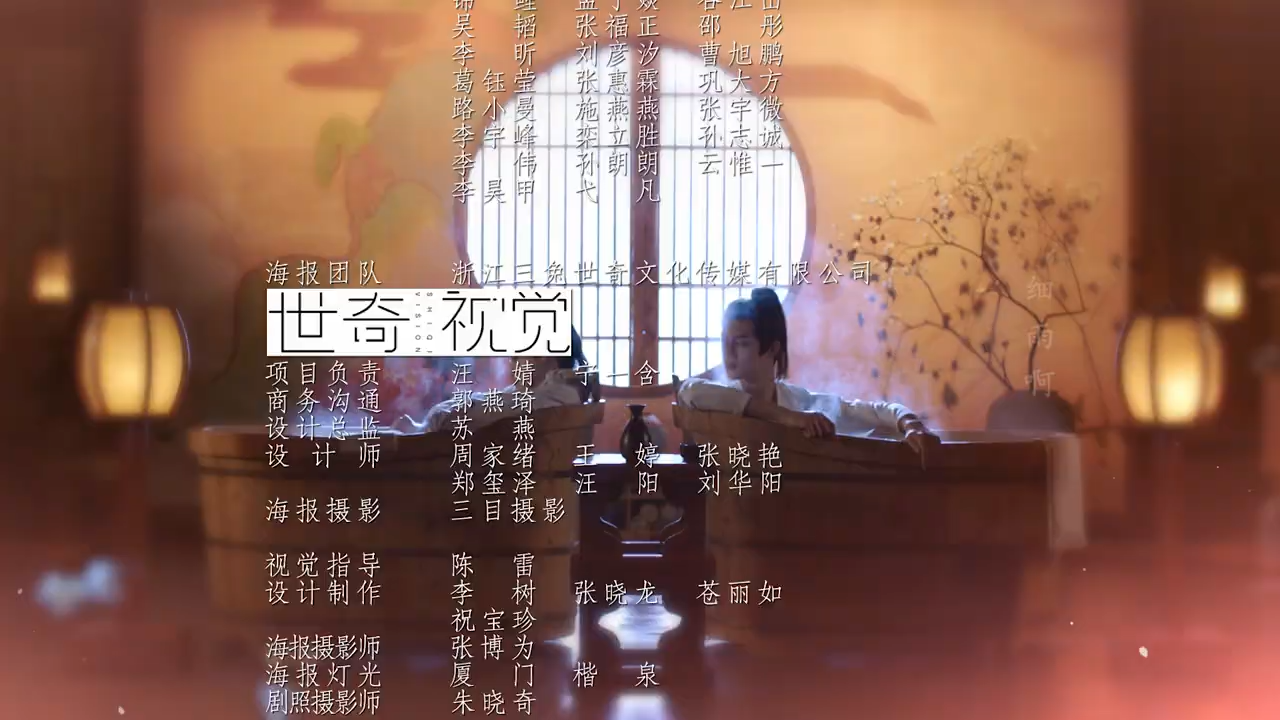 吴 韬 张福正 邵 彤
李 昕 刘彦汐 曹旭鹏
葛钰莹 张惠霖 巩大方
路小曼 施燕燕 张宇微
李宇峰 栾立胜 孙志诚
李 伟 孙朗朗 云惟一
李昊甲 弋 凡
海报团队 浙江三免世奇文化传媒有限公司
世奇视觉
SHIQI
VISION
项目负责 汪 婧 宁一含
商务沟通 郭燕琦
设计总监 苏 燕
设计师 周家绪 王 婷 张晓艳
郑玺泽 汪 阳 刘华阳
海报摄影 三目摄影
视觉指导 陈 雷
设计制作 李 树 张晓龙 苍丽如
祝宝珍
海报摄影师 张博为
海报灯光 厦 门 楷 泉
剧照摄影师 朱晓奇
细雨啊